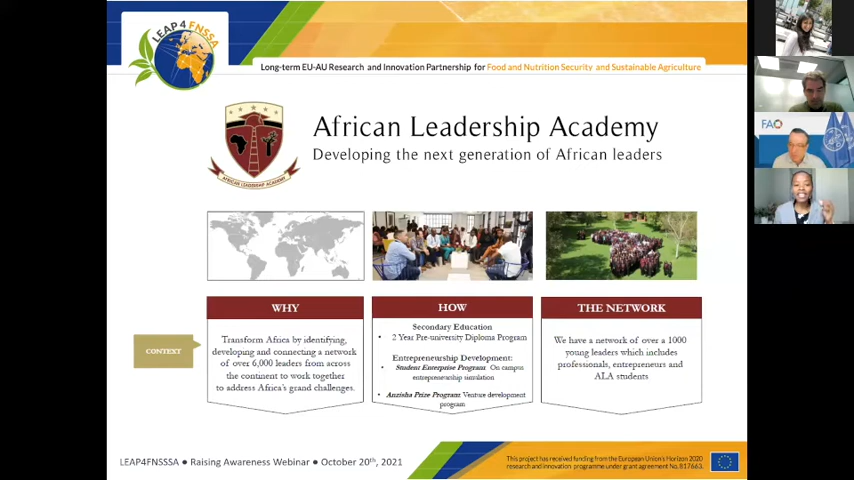 LEAP 4 FNSSA
Long-term EU-AU Research and Innovation Partnership for Food and Nutrition Security and Sustainable Agriculture
AFRICAN LEADERSHIP ACADEMY
African Leadership Academy
Developing the next generation of African leaders
FAO
CONTEXT
WHY
Transform Africa by identifying,
developing and connecting a network
of over 6,000 leaders from across
the continent to work together
to address Africa's grand challenges.
HOW
Secondary Education
• 2 Year Pre-university Diploma Program
Entrepreneurship Development:
• Student Enterprise Program On campus
entrepreneurship simulation
• Anzisha Prize Program: Venture development
program
THE NETWORK
We have a network of over a 1000
young leaders which includes
professionals, entrepreneurs and
ALA students
LEAP4FNSSSA ● Raising Awareness Webinar ● October 20th, 2021
This project has received funding from the European Union's Horizon 2020
research and innovation programme under grant agreement No. 817663.